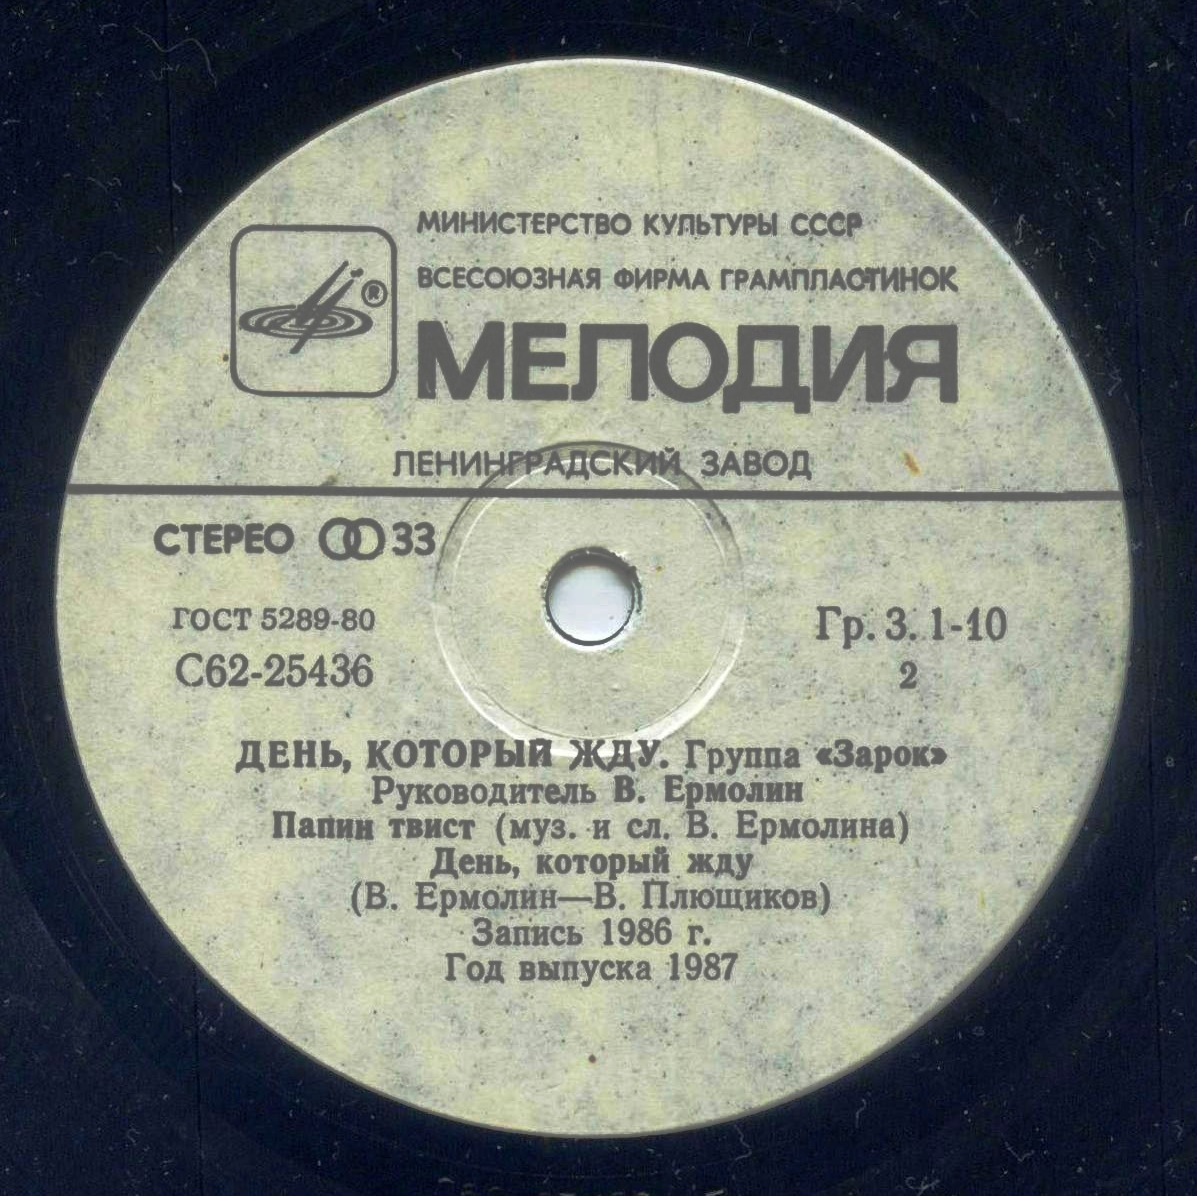 МИНИСТЕРСТВО КУЛЬТУРЫ СССР
ВСЕСОЮЗНАЯ ФИРМА ГРАМПЛАСТИНОК
®
МЕЛОДИЯ
ЛЕНИНГРАДСКИЙ ЗАВОД
СТЕРЕО 33
ГОСТ 5289-80
С62-25436
Гр. 3. 1-10
2
ДЕНЬ, КОТОРЫЙ ЖДУ. Группа «Зарок»
Руководитель В. Ермолин
Папин твист (муз. и сл. В. Ермолина)
День, который жду
(В. Ермолин—В. Плющиков)
Запись 1986 г.
Год выпуска 1987